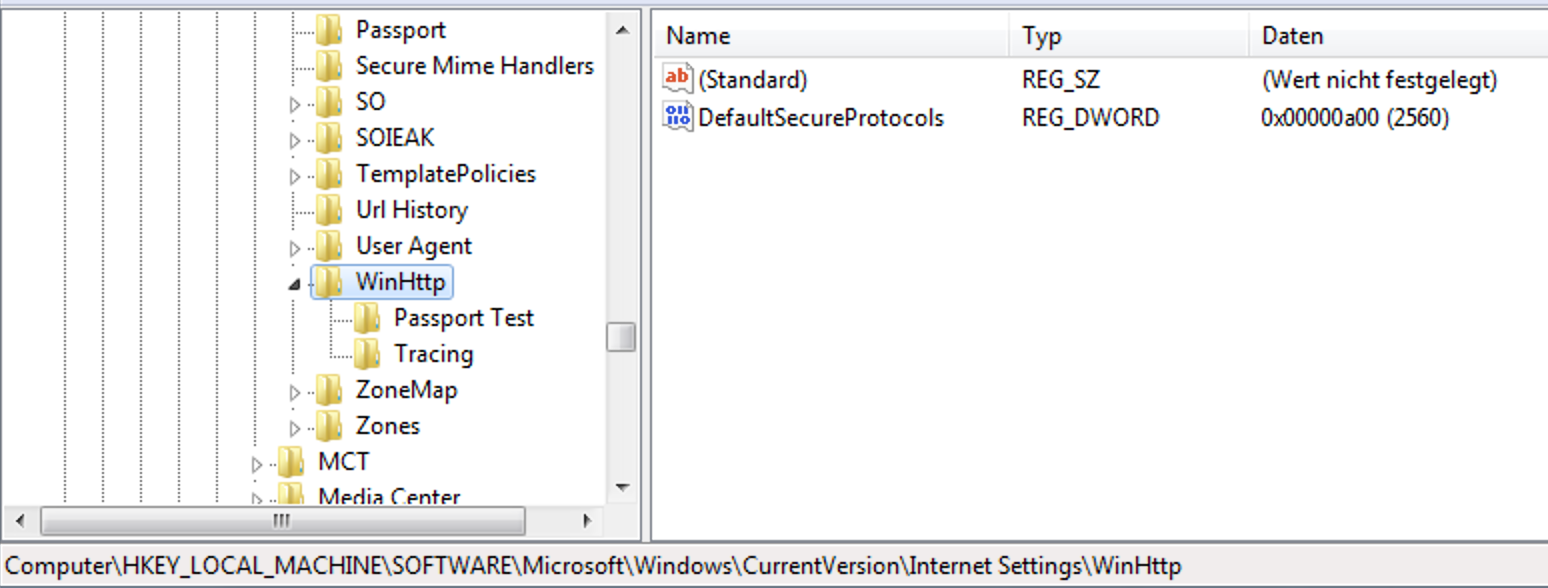 Passport
Secure Mime Handlers
SO
SOIEAK
TemplatePolicies
Url History
User Agent
WinHttp
Passport Test
Tracing
ZoneMap
Zones
MCT
Media Center
Name Typ Daten
(Standard) REG_SZ (Wert nicht festgelegt)
DefaultSecureProtocols REG_DWORD 0x00000a00 (2560)
Computer\HKEY_LOCAL_MACHINE\SOFTWARE\Microsoft\Windows\CurrentVersion\Internet Settings\WinHttp